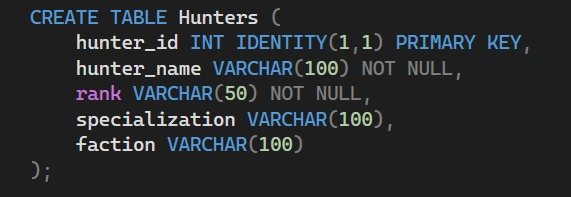 CREATE TABLE Hunters (
    hunter_id INT IDENTITY(1,1) PRIMARY KEY,
    hunter_name VARCHAR(100) NOT NULL,
    rank VARCHAR(50) NOT NULL,
    specialization VARCHAR(100),
    faction VARCHAR(100)
);